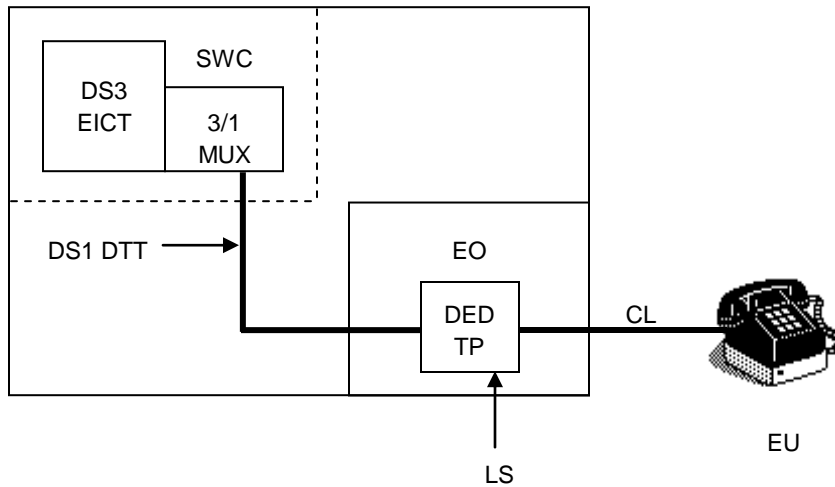 SWC
DS3
EICT
3/1
MUX
DS1 DTT
EO
DED
TP
CL
EU
LS